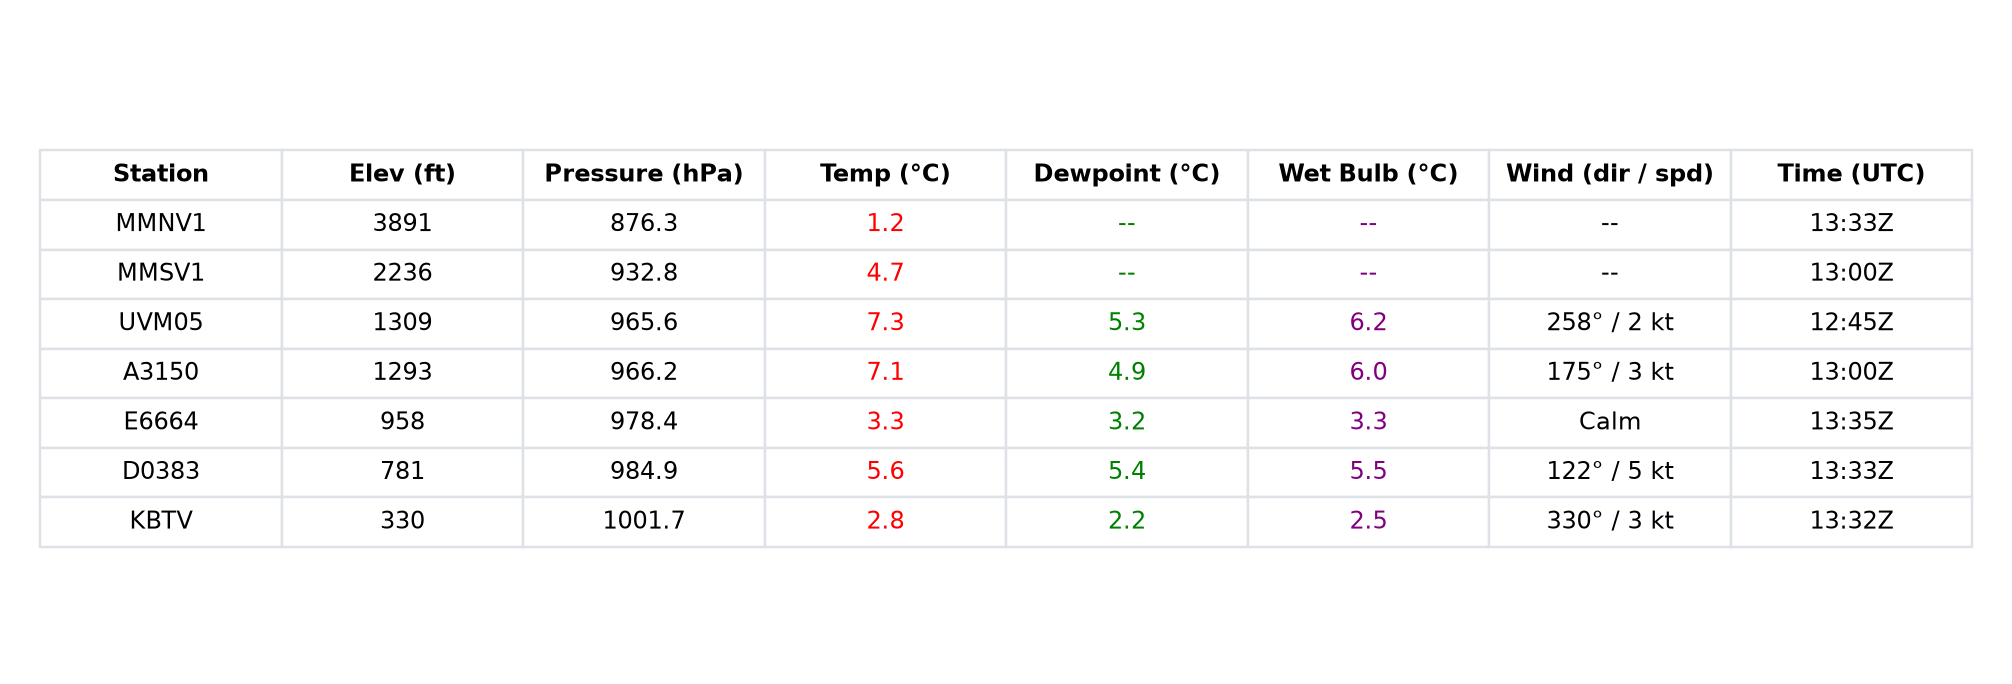 Station Elev (ft) Pressure (hPa) Temp (°C) Dewpoint (°C) Wet Bulb (°C) Wind (dir / spd) Time (UTC)
MMNV1 3891 876.3 1.2 -- -- -- 13:33Z
MMSV1 2236 932.8 4.7 -- -- -- 13:00Z
UVM05 1309 965.6 7.3 5.3 6.2 258° / 2 kt 12:45Z
A3150 1293 966.2 7.1 4.9 6.0 175° / 3 kt 13:00Z
E6664 958 978.4 3.3 3.2 3.3 Calm 13:35Z
D0383 781 984.9 5.6 5.4 5.5 122° / 5 kt 13:33Z
KBTV 330 1001.7 2.8 2.2 2.5 330° / 3 kt 13:32Z